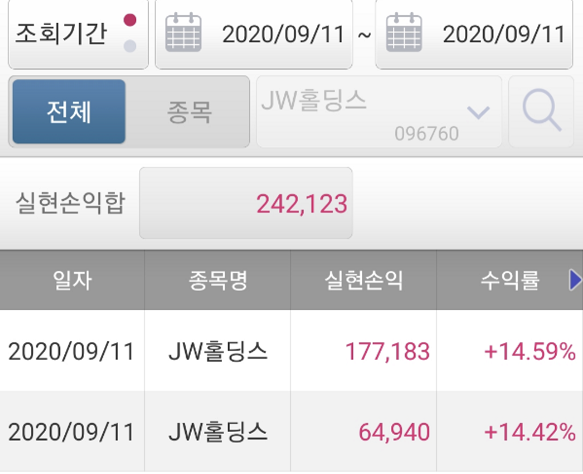 조회기간 2020/09/11 ~ 2020/09/11
전체 종목 JW홀딩스 096760
실현손익합 242,123
일자 종목명 실현손익 수익률
2020/09/11 JW홀딩스 177,183 +14.59%
2020/09/11 JW홀딩스 64,940 +14.42%